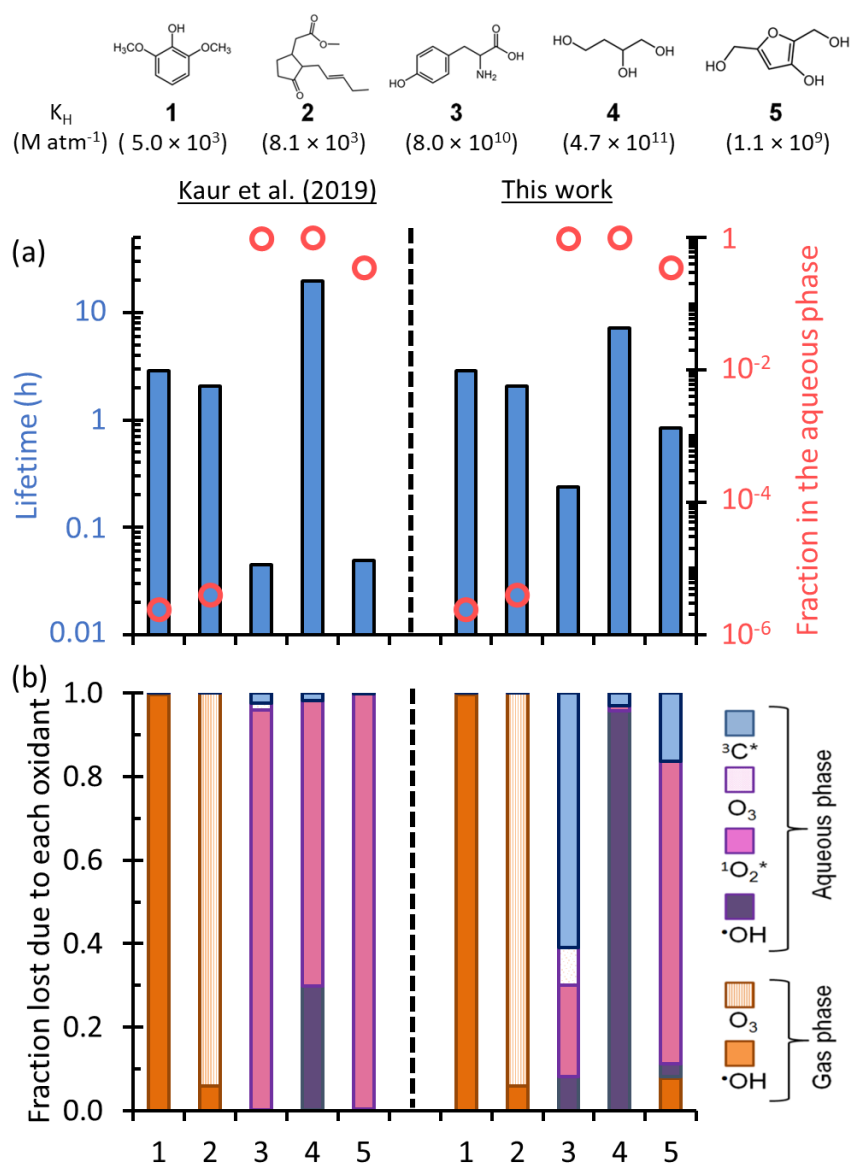 OH
H₃CO OCH₃
O
O
O
O
OH
HO NH₂
HO OH
OH
O
HO OH
OH
K_H 1 2 3 4 5
(M atm⁻¹) ( 5.0 × 10³) (8.1 × 10³) (8.0 × 10¹⁰) (4.7 × 10¹¹) (1.1 × 10⁹)
Kaur et al. (2019) This work
(a)
Lifetime (h)
10
1
0.1
0.01
1
10⁻²
10⁻⁴
10⁻⁶
Fraction in the aqueous phase
(b)
Fraction lost due to each oxidant
1.0
0.8
0.6
0.4
0.2
0.0
1 2 3 4 5 1 2 3 4 5
³C*
O₃
¹O₂*
•OH
Aqueous phase
O₃
•OH
Gas phase